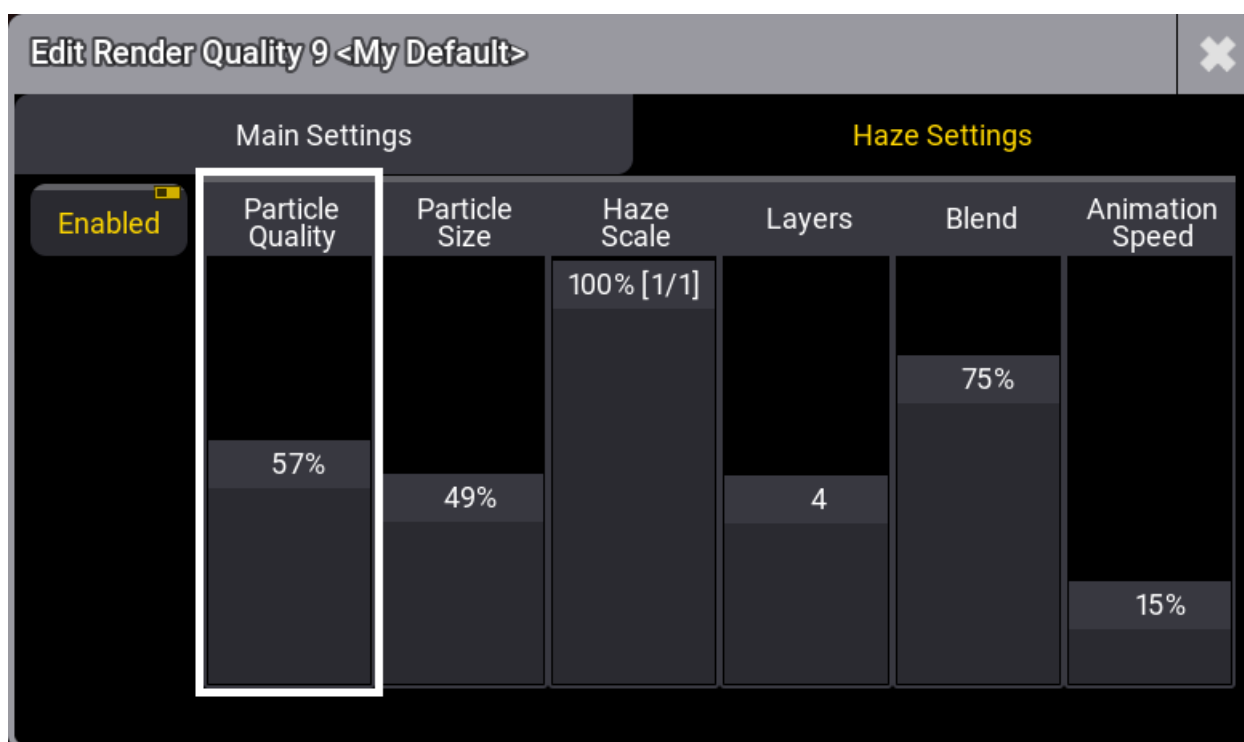 Edit Render Quality 9 <My Default>
Main Settings
Haze Settings
Enabled
Particle
Quality
Particle
Size
Haze
Scale
Layers
Blend
Animation
Speed
100% [1/1]
75%
57%
49%
4
15%